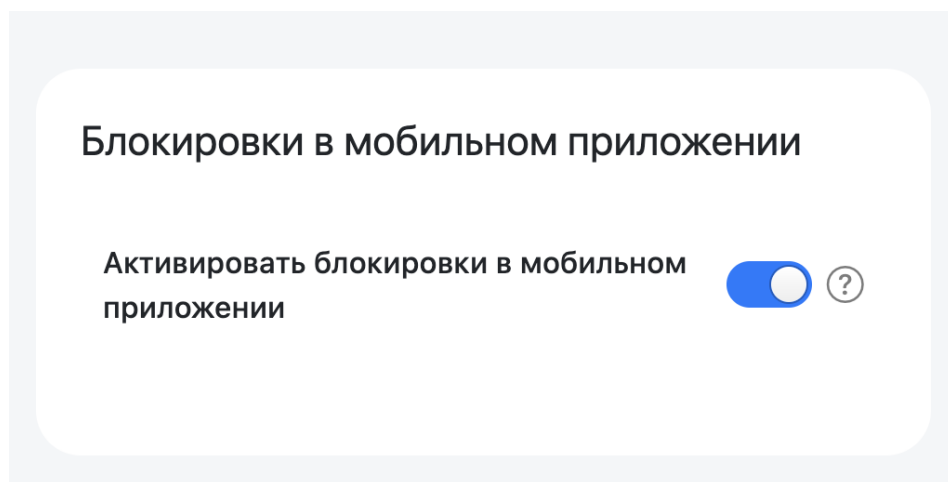 Блокировки в мобильном приложении
Активировать блокировки в мобильном
приложении
?